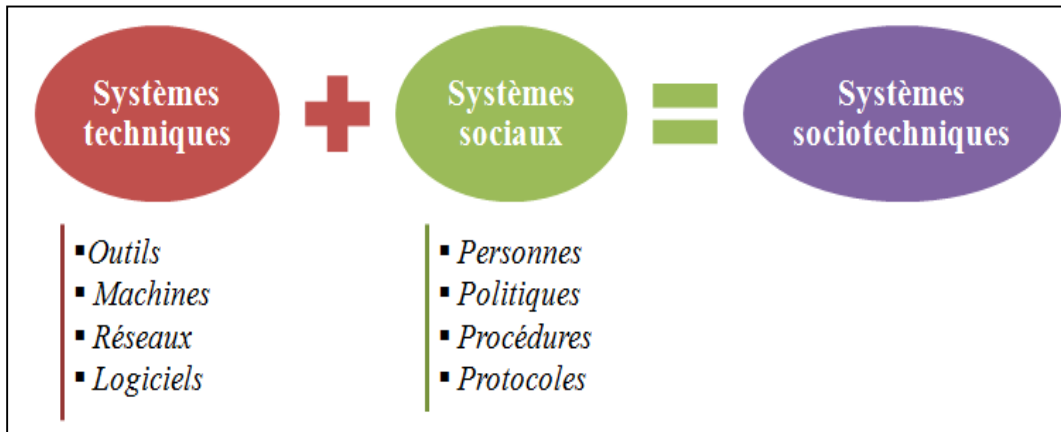 Systèmes
techniques
+
Systèmes
sociaux
=
Systèmes
sociotechniques
▪Outils
▪ Machines
▪ Réseaux
▪ Logiciels
▪ Personnes
▪ Politiques
▪ Procédures
▪ Protocoles